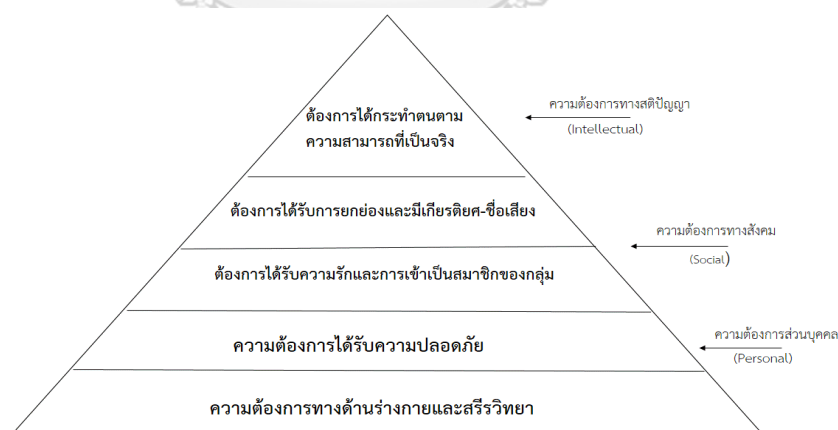 ต้องการได้กระทำตนตาม
ความสามารถที่เป็นจริง
ความต้องการทางสติปัญญา
(Intellectual)
ต้องการได้รับการยกย่องและมีเกียรติยศ-ชื่อเสียง
ความต้องการทางสังคม
(Social)
ต้องการได้รับความรักและการเข้าเป็นสมาชิกของกลุ่ม
ความต้องการได้รับความปลอดภัย
ความต้องการส่วนบุคคล
(Personal)
ความต้องการทางด้านร่างกายและสรีรวิทยา